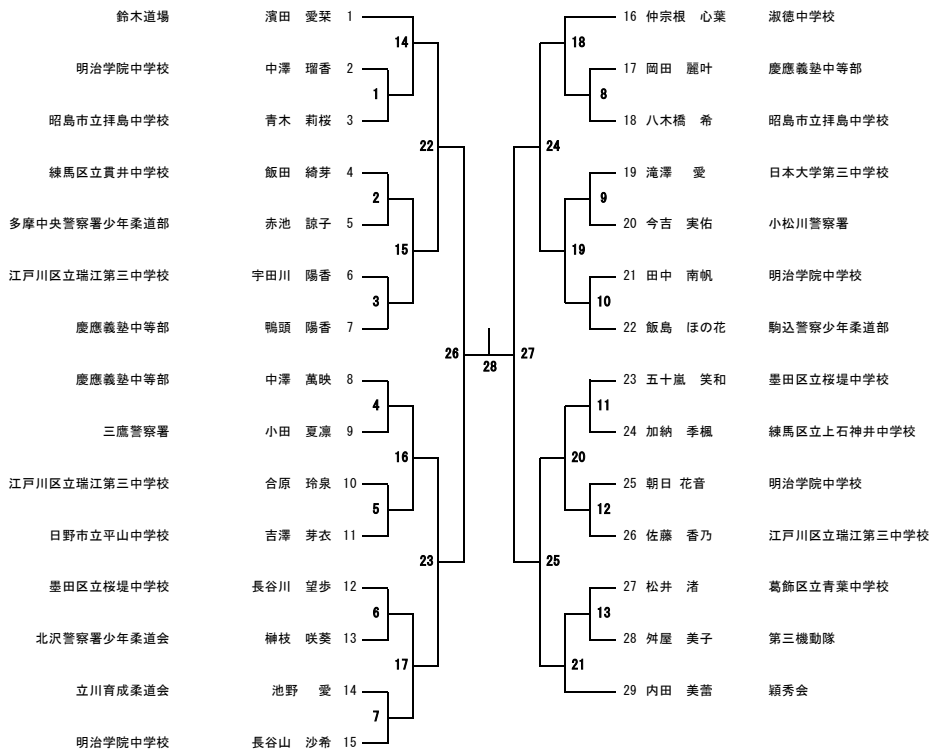 鈴木道場 濱田 愛栞 1
14
明治学院中学校 中澤 瑠香 2
1
昭島市立拝島中学校 青木 莉桜 3
22
練馬区立貫井中学校 飯田 綺芽 4
2
多摩中央警察署少年柔道部 赤池 諒子 5
15
江戸川区立瑞江第三中学校 宇田川 陽香 6
3
慶應義塾中等部 鴨頭 陽香 7
26
慶應義塾中等部 中澤 萬映 8
4
三鷹警察署 小田 夏凛 9
16
江戸川区立瑞江第三中学校 合原 玲泉 10
5
日野市立平山中学校 吉澤 芽衣 11
23
墨田区立桜堤中学校 長谷川 望歩 12
6
北沢警察署少年柔道会 榊枝 咲葵 13
17
立川育成柔道会 池野 愛 14
7
明治学院中学校 長谷山 沙希 15
28
16 仲宗根 心葉 淑徳中学校
18
17 岡田 麗叶 慶應義塾中等部
8
18 八木橋 希 昭島市立拝島中学校
24
19 滝澤 愛 日本大学第三中学校
9
20 今吉 実佑 小松川警察署
19
21 田中 南帆 明治学院中学校
10
22 飯島 ほの花 駒込警察少年柔道部
27
23 五十嵐 笑和 墨田区立桜堤中学校
11
24 加納 季楓 練馬区立上石神井中学校
20
25 朝日 花音 明治学院中学校
12
26 佐藤 香乃 江戸川区立瑞江第三中学校
25
27 松井 渚 葛飾区立青葉中学校
13
28 舛屋 美子 第三機動隊
21
29 内田 美蕾 穎秀会